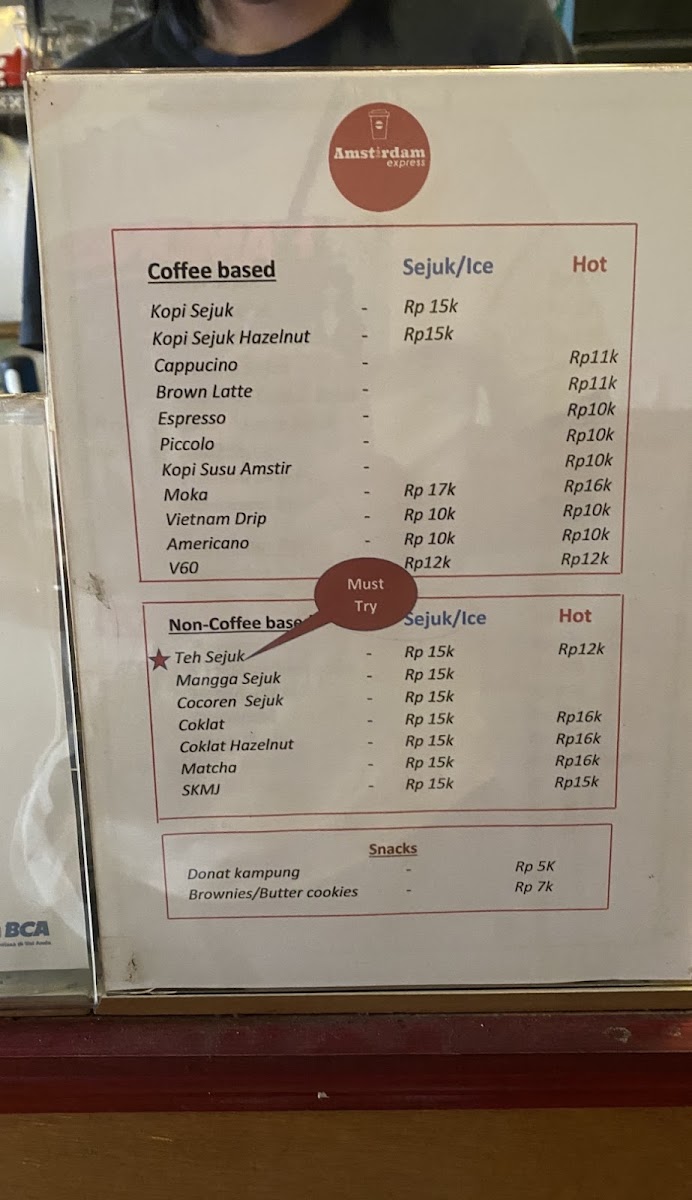 Amstirdam
express
Coffee based Sejuk/Ice Hot
Kopi Sejuk - Rp 15k
Kopi Sejuk Hazelnut - Rp15k
Cappucino - Rp11k
Brown Latte - Rp11k
Espresso - Rp10k
Piccolo - Rp10k
Kopi Susu Amstir - Rp10k
Moka - Rp 17k Rp16k
Vietnam Drip - Rp 10k Rp10k
Americano - Rp 10k Rp10k
V60 - Rp12k Rp12k
Must
Try
Non-Coffee base Sejuk/Ice Hot
Teh Sejuk - Rp 15k Rp12k
Mangga Sejuk - Rp 15k
Cocoren Sejuk - Rp 15k
Coklat - Rp 15k Rp16k
Coklat Hazelnut - Rp 15k Rp16k
Matcha - Rp 15k Rp16k
SKMJ - Rp 15k Rp15k
Snacks
Donat kampung - Rp 5K
Brownies/Butter cookies - Rp 7k
BCA